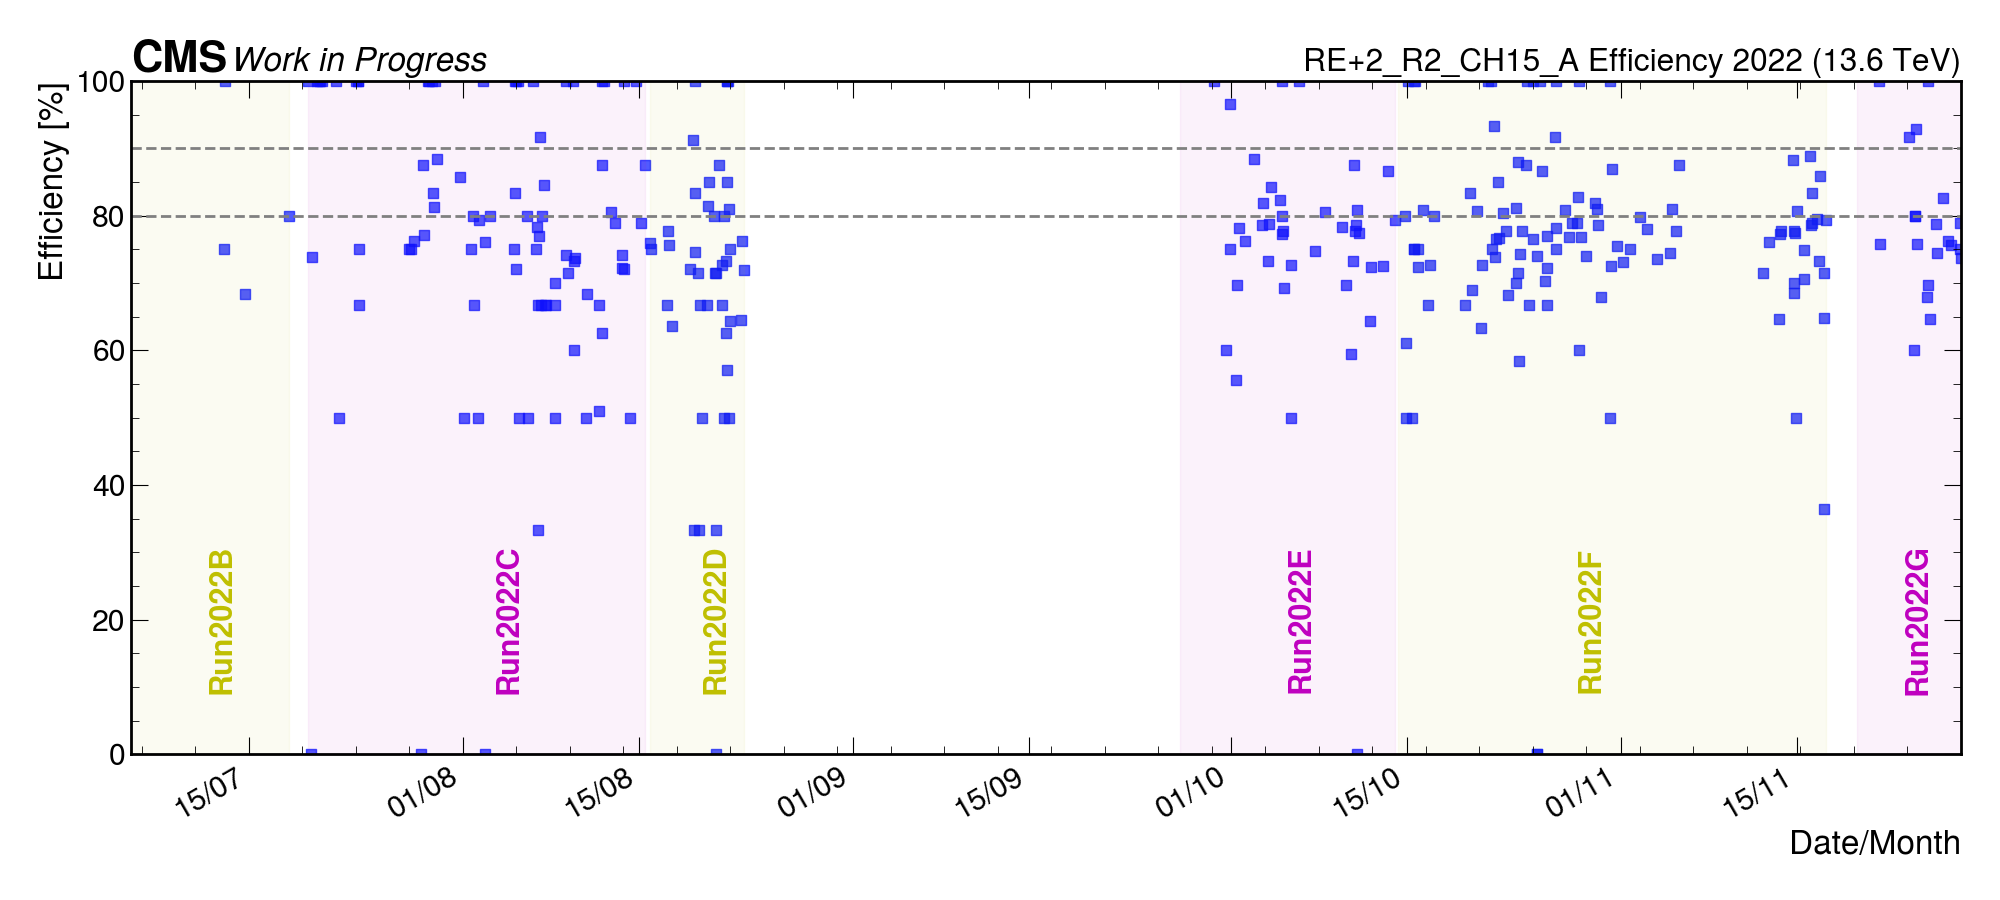 CMS Work in Progress
RE+2_R2_CH15_A Efficiency 2022 (13.6 TeV)
Efficiency [%]
100
80
60
40
20
0
Run2022B
Run2022C
Run2022D
Run2022E
Run2022F
Run2022G
15/07
01/08
15/08
01/09
15/09
01/10
15/10
01/11
15/11
Date/Month